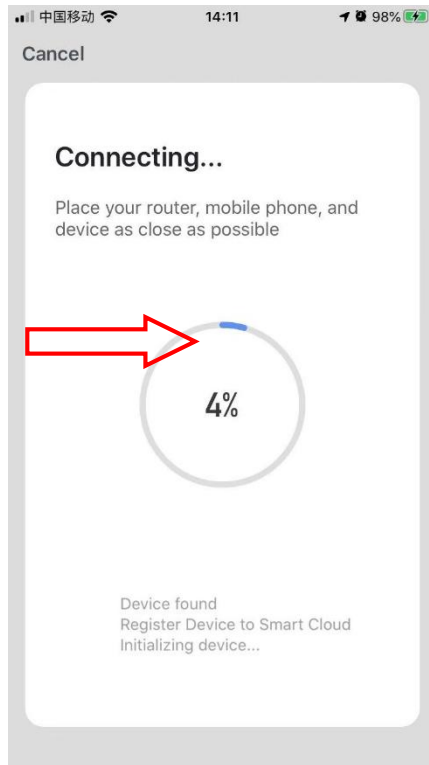 中国移动 14:11 98%
Cancel
Connecting...
Place your router, mobile phone, and
device as close as possible
4%
Device found
Register Device to Smart Cloud
Initializing device...